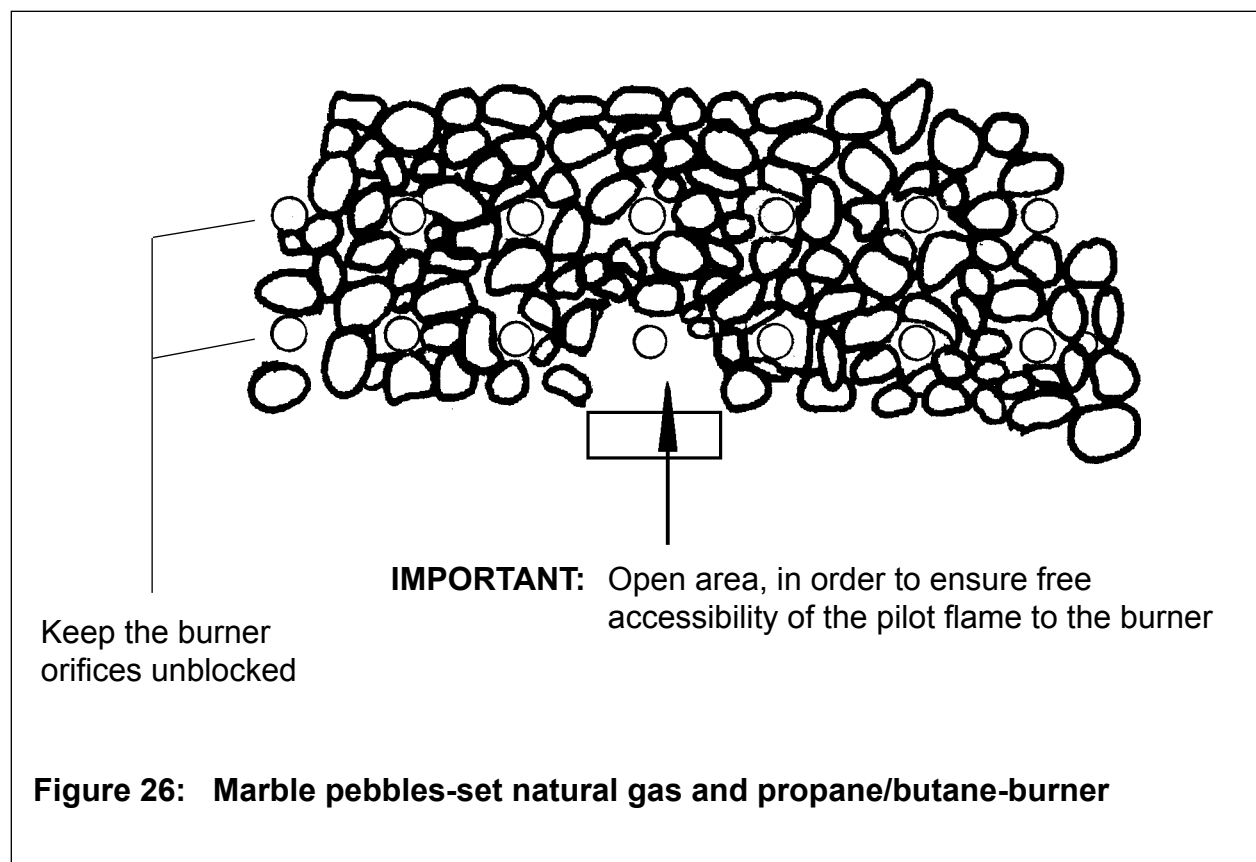 IMPORTANT: Open area, in order to ensure free
accessibility of the pilot flame to the burner
Keep the burner
orifices unblocked
Figure 26: Marble pebbles-set natural gas and propane/butane-burner